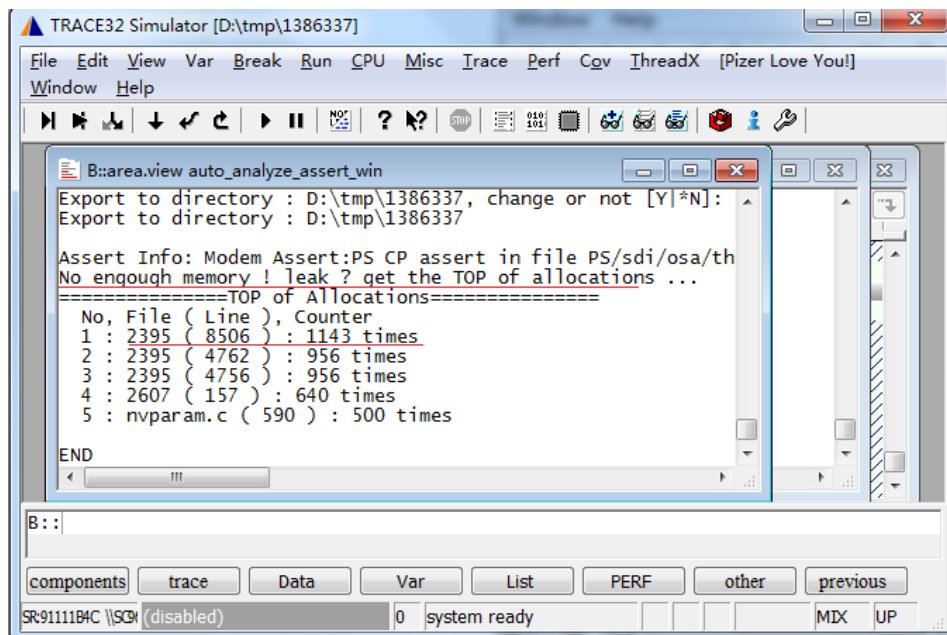 TRACE32 Simulator [D:\tmp\1386337]
File Edit View Var Break Run CPU Misc Trace Perf Cov ThreadX [Pizer Love You!]
Window Help
B::area.view auto_analyze_assert_win
Export to directory : D:\tmp\1386337, change or not [Y|*N]:
Export to directory : D:\tmp\1386337
Assert Info: Modem Assert:PS CP assert in file PS/sdi/osa/th
No engough memory ! leak ? get the TOP of allocations ...
===============TOP of Allocations===============
No, File ( Line ), Counter
1 : 2395 ( 8506 ) : 1143 times
2 : 2395 ( 4762 ) : 956 times
3 : 2395 ( 4756 ) : 956 times
4 : 2607 ( 157 ) : 640 times
5 : nvparam.c ( 590 ) : 500 times
END
B::
components trace Data Var List PERF other previous
SR:91111B4C (disabled) 0 system ready MIX UP